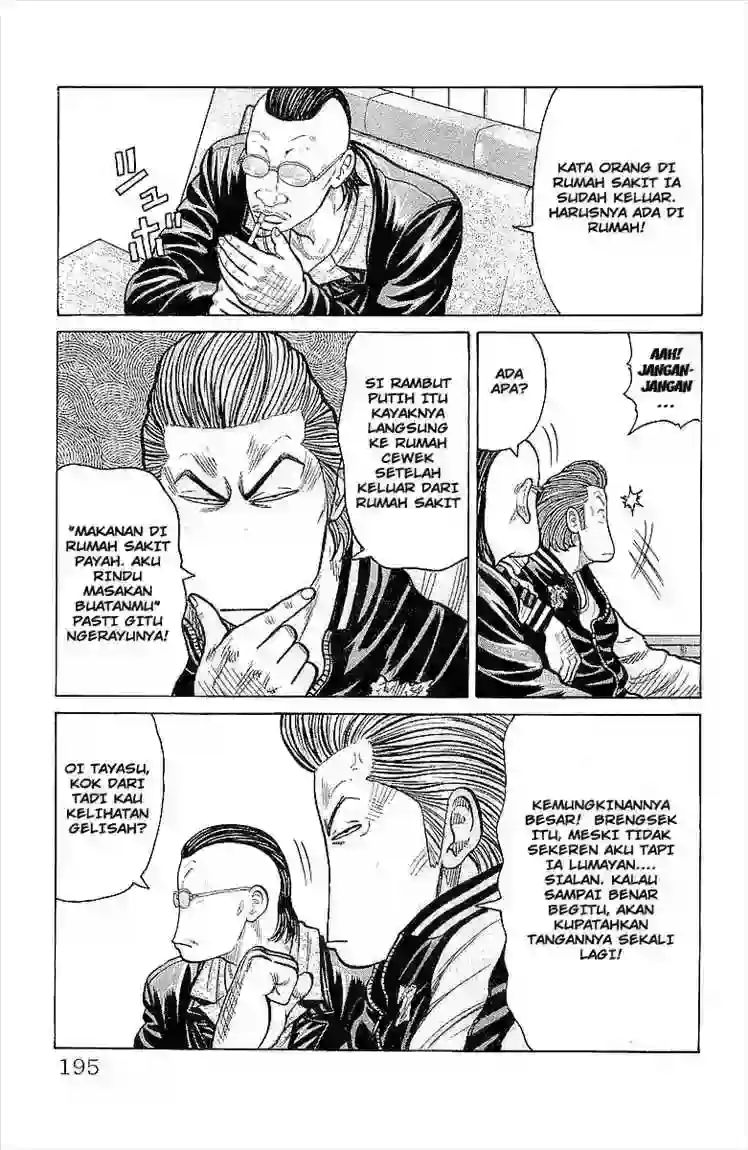 KATA ORANG DI
RUMAH SAKIT IA
SUDAH KELUAR.
HARUSNYA ADA DI
RUMAH!
シュ
ボ
AAH!
JANGAN-
JANGAN
...
ADA
APA?
SI RAMBUT
PUTIH ITU
KAYAKNYA
LANGSUNG
KE RUMAH
CEWEK
SETELAH
KELUAR DARI
RUMAH SAKIT
"MAKANAN DI
RUMAH SAKIT
PAYAH. AKU
RINDU
MASAKAN
BUATANMU"
PASTI GITU
NGERAYUNYA!
KEMUNGKINANNYA
BESAR! BRENGSEK
ITU, MESKI TIDAK
SEKEREN AKU TAPI
IA LUMAYAN....
SIALAN. KALAU
SAMPAI BENAR
BEGITU, AKAN
KUPATAHKAN
TANGANNYA SEKALI
LAGI!
OI TAYASU,
KOK DARI
TADI KAU
KELIHATAN
GELISAH?
195